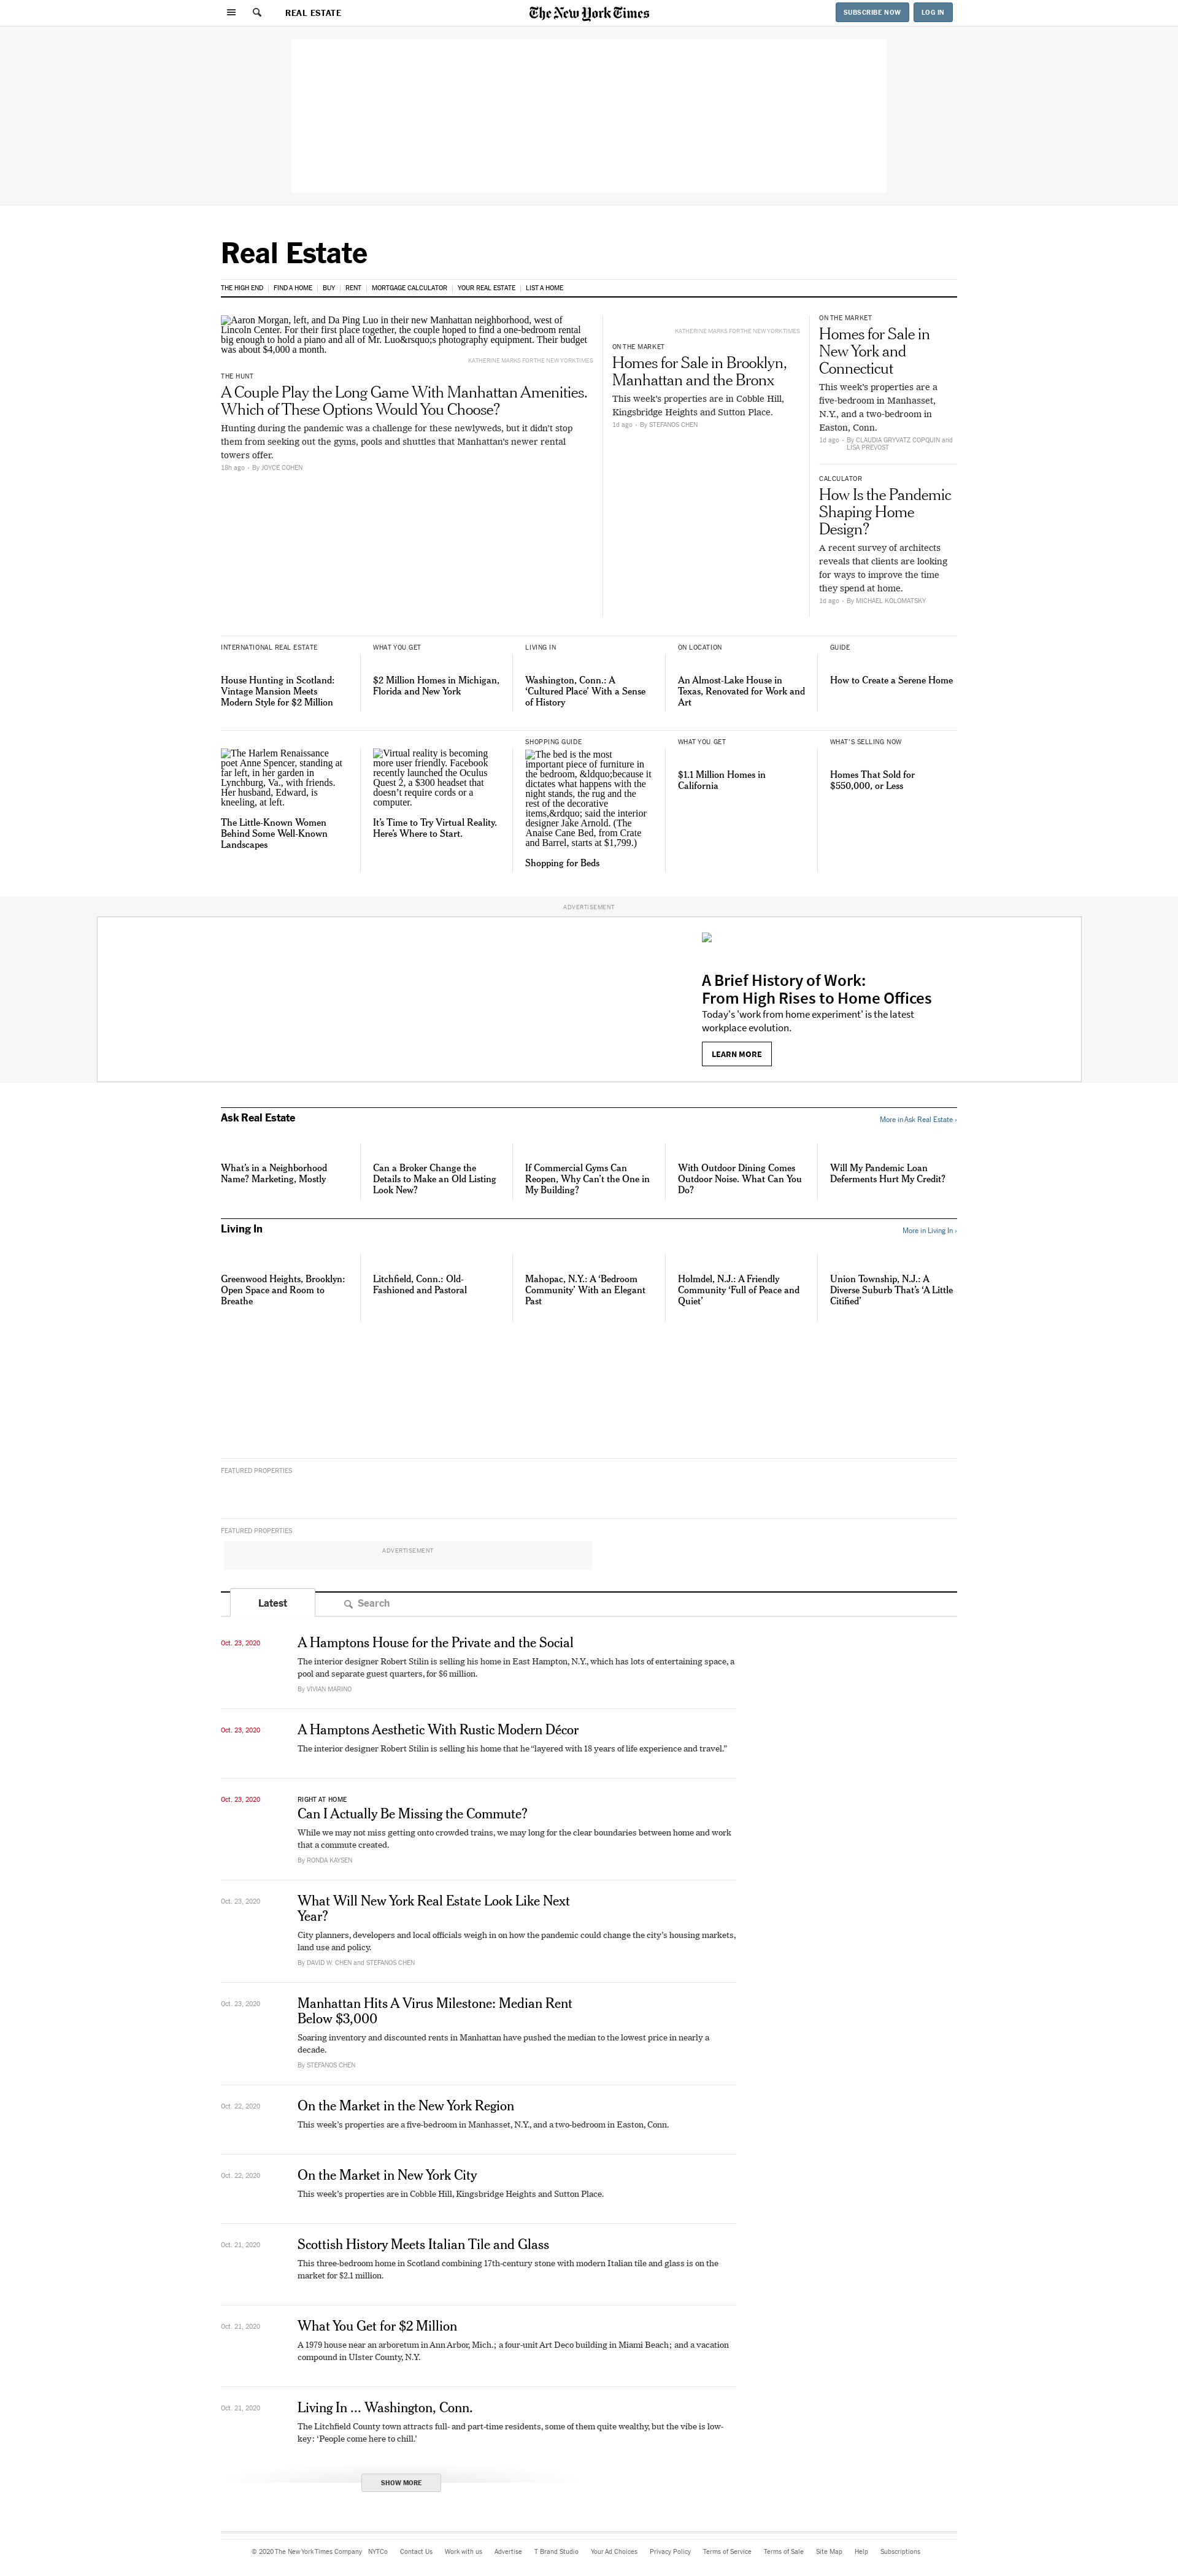 REAL ESTATE
The New York Times
SUBSCRIBE NOW
LOG IN
Real Estate
THE HIGH END
FIND A HOME
BUY
RENT
MORTGAGE CALCULATOR
YOUR REAL ESTATE
LIST A HOME
Aaron Morgan, left, and Da Ping Luo in their new Manhattan neighborhood, west of
Lincoln Center. For their first place together, the couple hoped to find a one-bedroom rental
big enough to hold a piano and all of Mr. Luo&rsquo;s photography equipment. Their budget
was about $4,000 a month.
KATHERINE MARKS FOR THE NEW YORK TIMES
THE HUNT
A Couple Play the Long Game With Manhattan Amenities.
Which of These Options Would You Choose?
Hunting during the pandemic was a challenge for these newlyweds, but it didn't stop
them from seeking out the gyms, pools and shuttles that Manhattan's newer rental
towers offer.
18h ago • By JOYCE COHEN
KATHERINE MARKS FOR THE NEW YORK TIMES
ON THE MARKET
Homes for Sale in Brooklyn,
Manhattan and the Bronx
This week's properties are in Cobble Hill,
Kingsbridge Heights and Sutton Place.
1d ago • By STEFANOS CHEN
ON THE MARKET
Homes for Sale in
New York and
Connecticut
This week's properties are a
five-bedroom in Manhasset,
N.Y., and a two-bedroom in
Easton, Conn.
1d ago • By CLAUDIA GRYVATZ COPQUIN and
LISA PREVOST
CALCULATOR
How Is the Pandemic
Shaping Home
Design?
A recent survey of architects
reveals that clients are looking
for ways to improve the time
they spend at home.
1d ago • By MICHAEL KOLOMATSKY
INTERNATIONAL REAL ESTATE
House Hunting in Scotland:
Vintage Mansion Meets
Modern Style for $2 Million
WHAT YOU GET
$2 Million Homes in Michigan,
Florida and New York
LIVING IN
Washington, Conn.: A
‘Cultured Place’ With a Sense
of History
ON LOCATION
An Almost-Lake House in
Texas, Renovated for Work and
Art
GUIDE
How to Create a Serene Home
The Harlem Renaissance
poet Anne Spencer, standing at
far left, in her garden in
Lynchburg, Va., with friends.
Her husband, Edward, is
kneeling, at left.
The Little-Known Women
Behind Some Well-Known
Landscapes
Virtual reality is becoming
more user friendly. Facebook
recently launched the Oculus
Quest 2, a $300 headset that
doesn’t require cords or a
computer.
It’s Time to Try Virtual Reality.
Here’s Where to Start.
SHOPPING GUIDE
The bed is the most
important piece of furniture in
the bedroom, &ldquo;because it
dictates what happens with the
night stands, the rug and the
rest of the decorative
items,&rdquo; said the interior
designer Jake Arnold. (The
Anaise Cane Bed, from Crate
and Barrel, starts at $1,799.)
Shopping for Beds
WHAT YOU GET
$1.1 Million Homes in
California
WHAT'S SELLING NOW
Homes That Sold for
$550,000, or Less
ADVERTISEMENT
A Brief History of Work:
From High Rises to Home Offices
Today's 'work from home experiment' is the latest
workplace evolution.
LEARN MORE
Ask Real Estate
More in Ask Real Estate ›
What’s in a Neighborhood
Name? Marketing, Mostly
Can a Broker Change the
Details to Make an Old Listing
Look New?
If Commercial Gyms Can
Reopen, Why Can’t the One in
My Building?
With Outdoor Dining Comes
Outdoor Noise. What Can You
Do?
Will My Pandemic Loan
Deferments Hurt My Credit?
Living In
More in Living In ›
Greenwood Heights, Brooklyn:
Open Space and Room to
Breathe
Litchfield, Conn.: Old-
Fashioned and Pastoral
Mahopac, N.Y.: A ‘Bedroom
Community’ With an Elegant
Past
Holmdel, N.J.: A Friendly
Community ‘Full of Peace and
Quiet’
Union Township, N.J.: A
Diverse Suburb That’s ‘A Little
Citified’
FEATURED PROPERTIES
FEATURED PROPERTIES
ADVERTISEMENT
Latest
Search
Oct. 23, 2020
A Hamptons House for the Private and the Social
The interior designer Robert Stilin is selling his home in East Hampton, N.Y., which has lots of entertaining space, a
pool and separate guest quarters, for $6 million.
By VIVIAN MARINO
Oct. 23, 2020
A Hamptons Aesthetic With Rustic Modern Décor
The interior designer Robert Stilin is selling his home that he “layered with 18 years of life experience and travel.”
Oct. 23, 2020
RIGHT AT HOME
Can I Actually Be Missing the Commute?
While we may not miss getting onto crowded trains, we may long for the clear boundaries between home and work
that a commute created.
By RONDA KAYSEN
Oct. 23, 2020
What Will New York Real Estate Look Like Next
Year?
City planners, developers and local officials weigh in on how the pandemic could change the city’s housing markets,
land use and policy.
By DAVID W. CHEN and STEFANOS CHEN
Oct. 23, 2020
Manhattan Hits A Virus Milestone: Median Rent
Below $3,000
Soaring inventory and discounted rents in Manhattan have pushed the median to the lowest price in nearly a
decade.
By STEFANOS CHEN
Oct. 22, 2020
On the Market in the New York Region
This week’s properties are a five-bedroom in Manhasset, N.Y., and a two-bedroom in Easton, Conn.
Oct. 22, 2020
On the Market in New York City
This week’s properties are in Cobble Hill, Kingsbridge Heights and Sutton Place.
Oct. 21, 2020
Scottish History Meets Italian Tile and Glass
This three-bedroom home in Scotland combining 17th-century stone with modern Italian tile and glass is on the
market for $2.1 million.
Oct. 21, 2020
What You Get for $2 Million
A 1979 house near an arboretum in Ann Arbor, Mich.; a four-unit Art Deco building in Miami Beach; and a vacation
compound in Ulster County, N.Y.
Oct. 21, 2020
Living In ... Washington, Conn.
The Litchfield County town attracts full- and part-time residents, some of them quite wealthy, but the vibe is low-
key: ‘People come here to chill.’
SHOW MORE
© 2020 The New York Times Company
NYTCo
Contact Us
Work with us
Advertise
T Brand Studio
Your Ad Choices
Privacy Policy
Terms of Service
Terms of Sale
Site Map
Help
Subscriptions